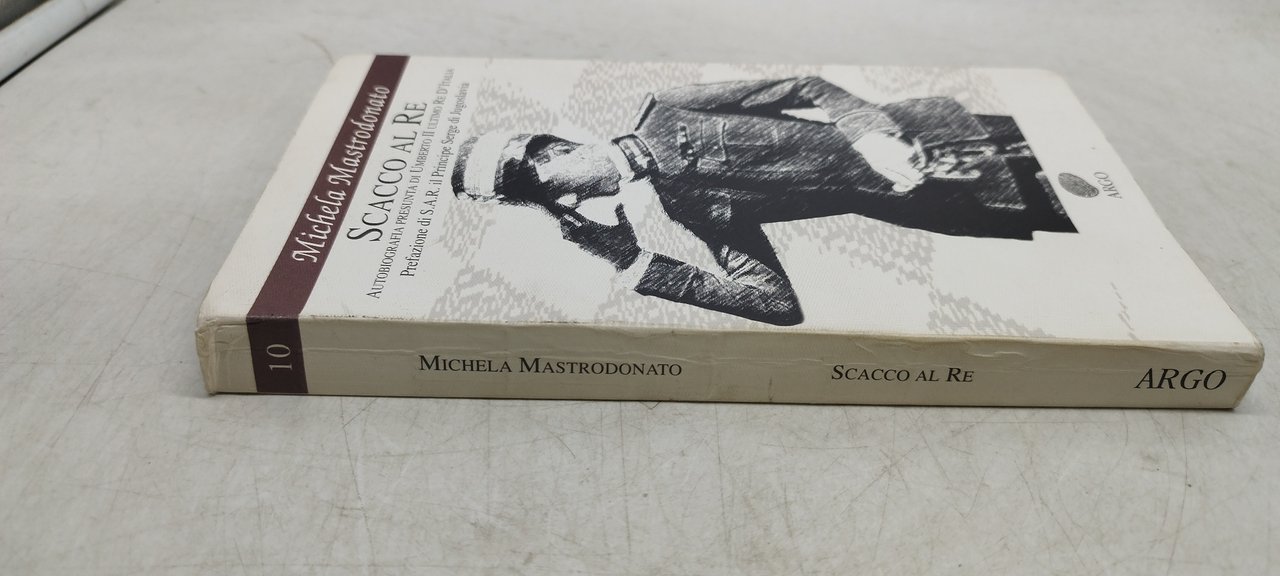 Michela Mastrodonato
SCACCO AL RE
AUTOBIOGRAFIA PRESUNTA DI UMBERTO II ULTIMO RE D'ITALIA
Prefazione di S.A.R. il Principe Serge di Jugoslavia
ARGO
10
MICHELA MASTRODONATO
SCACCO AL RE
ARGO